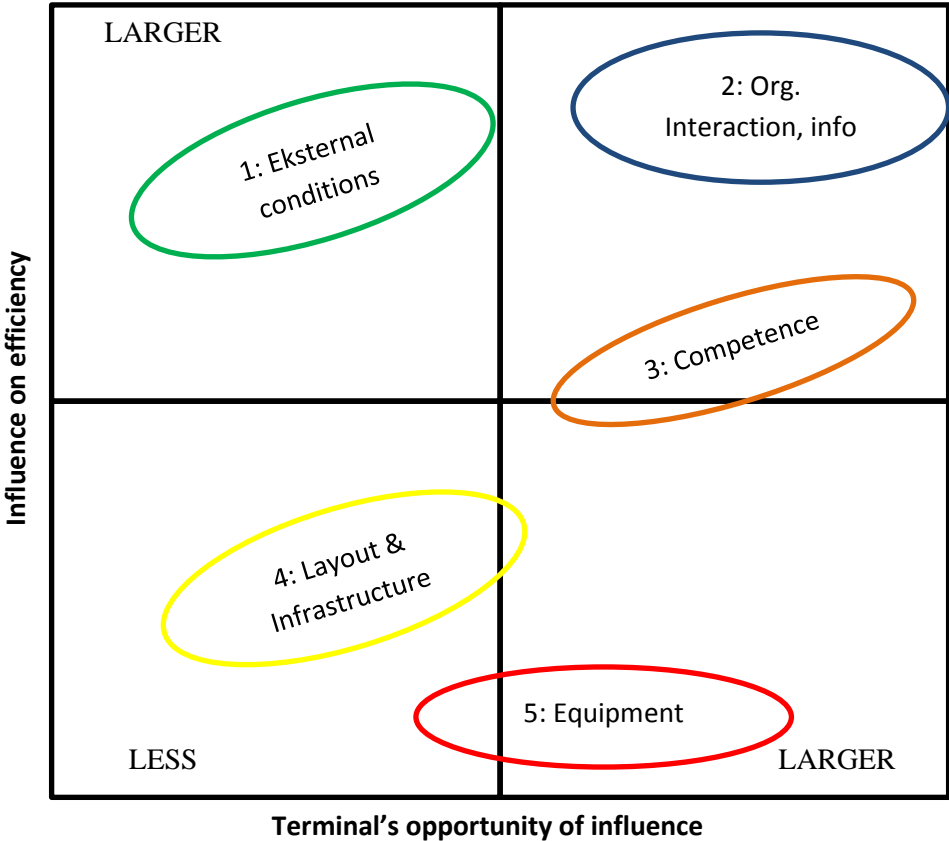 LARGER
1: Eksternal
conditions
2: Org.
Interaction, info
3: Competence
Influence on efficiency
4: Layout &
Infrastructure
5: Equipment
LESS
LARGER
Terminal's opportunity of influence